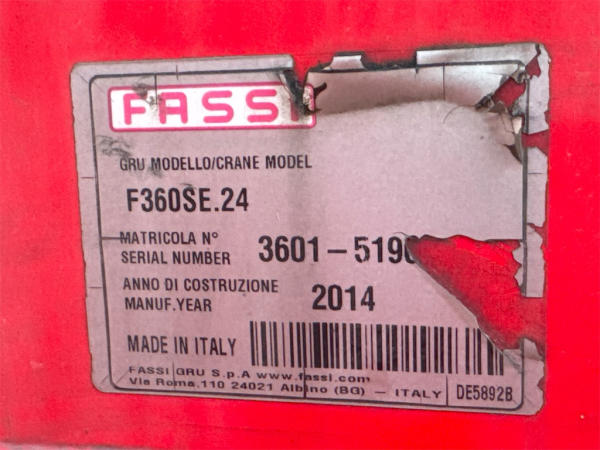 FASSI
GRU MODELLO/CRANE MODEL
F360SE.24
MATRICOLA N°
SERIAL NUMBER 3601-519
ANNO DI COSTRUZIONE
MANUF.YEAR 2014
MADE IN ITALY
FASSI GRU S.p.A www.fassi.com
Via Roma,110 24021 Albino (BG) - ITALY DE5892B